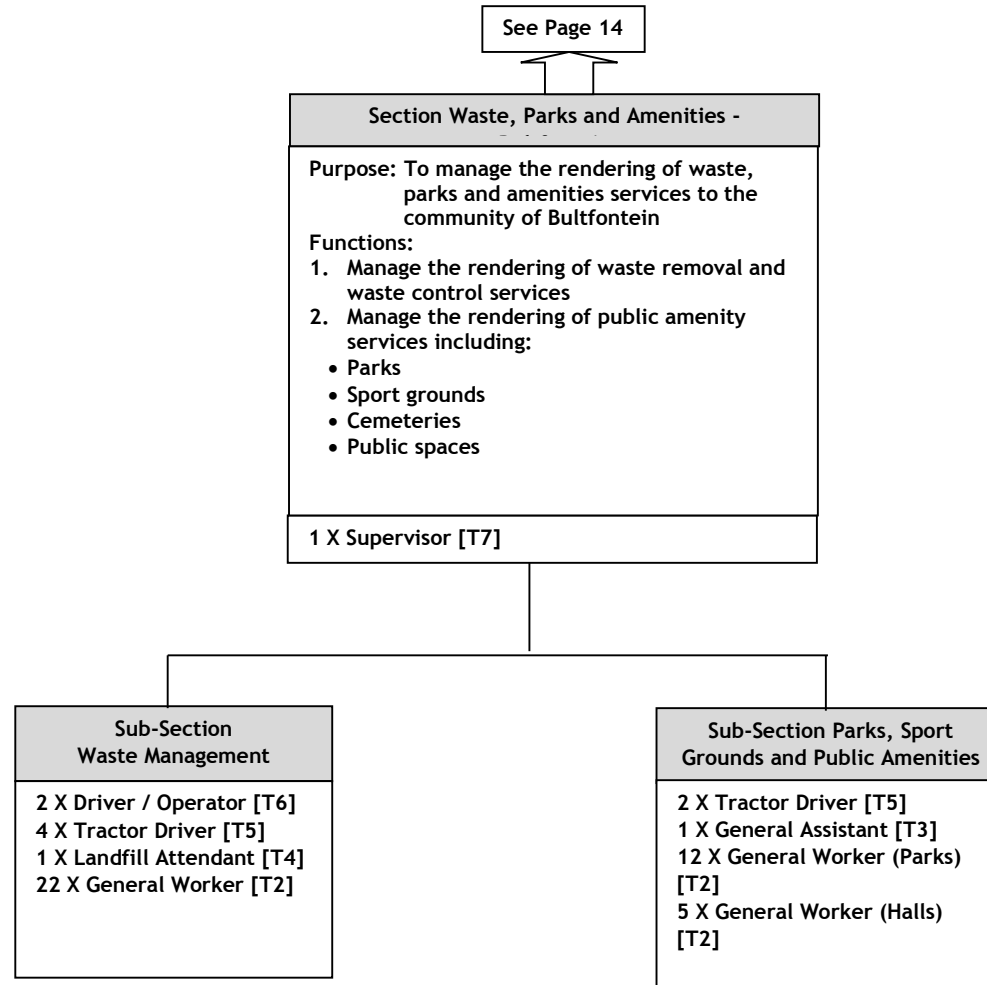 See Page 14
Section Waste, Parks and Amenities -
Purpose: To manage the rendering of waste,
parks and amenities services to the
community of Bultfontein
Functions:
1. Manage the rendering of waste removal and
waste control services
2. Manage the rendering of public amenity
services including:
• Parks
• Sport grounds
• Cemeteries
• Public spaces
1 X Supervisor [T7]
Sub-Section
Waste Management
2 X Driver / Operator [T6]
4 X Tractor Driver [T5]
1 X Landfill Attendant [T4]
22 X General Worker [T2]
Sub-Section Parks, Sport
Grounds and Public Amenities
2 X Tractor Driver [T5]
1 X General Assistant [T3]
12 X General Worker (Parks)
[T2]
5 X General Worker (Halls)
[T2]